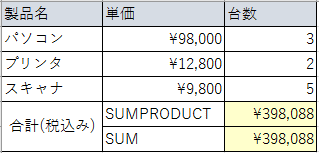 製品名 単価 台数
パソコン ¥98,000 3
プリンタ ¥12,800 2
スキャナ ¥9,800 5
合計(税込み) SUMPRODUCT ¥398,088
SUM ¥398,088